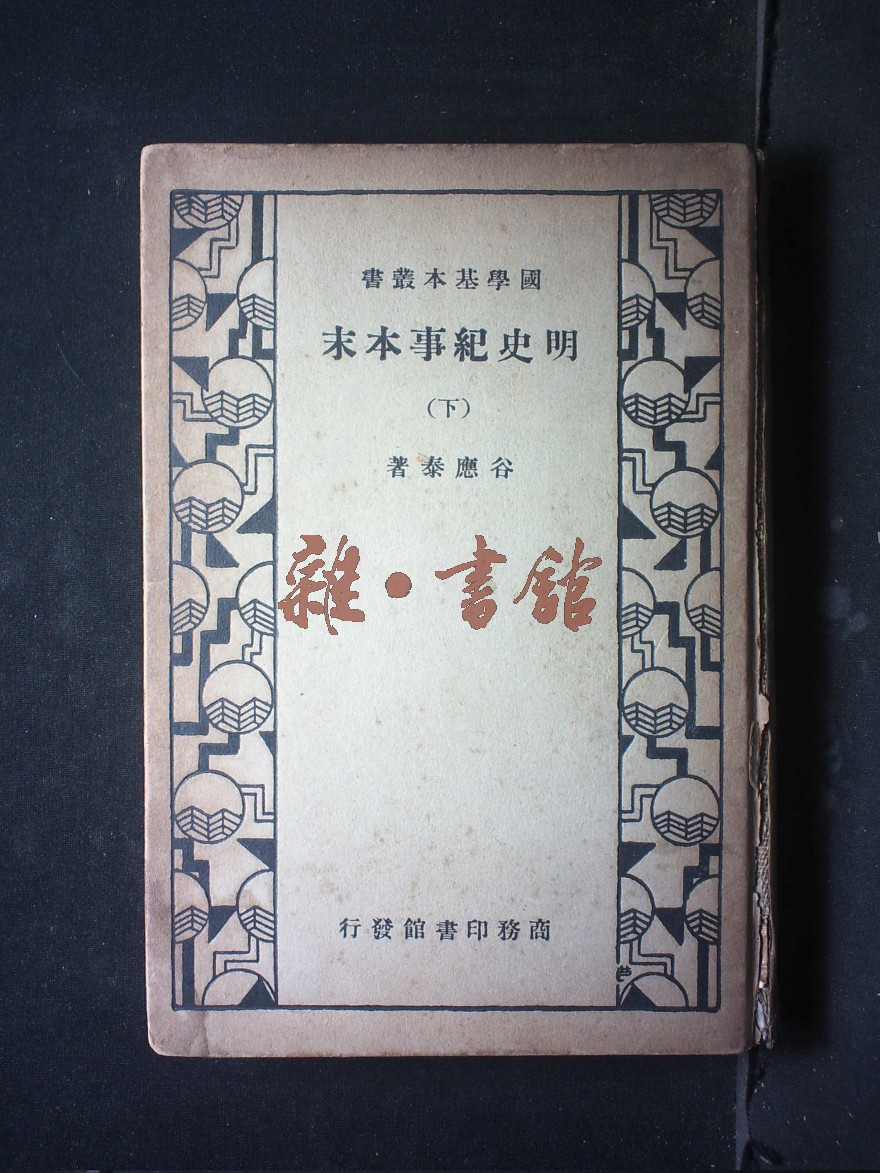 國學基本叢書
明史紀事本末
（下）
谷應泰著
雜·書館
商務印書館發行